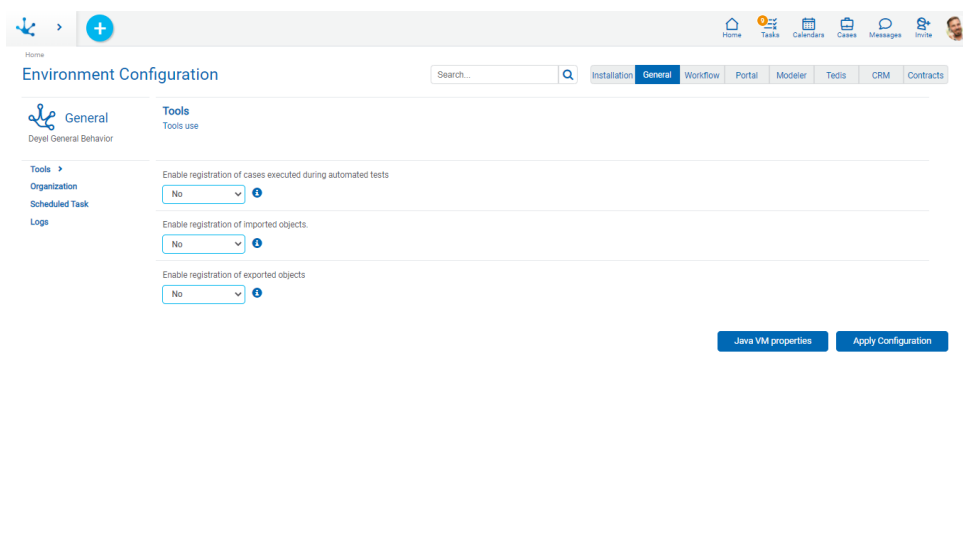 9
Home
Tasks
Calendars
Cases
Messages
Invite
Home
Environment Configuration
Search...
Installation
General
Workflow
Portal
Modeler
Tedis
CRM
Contracts
General
Deyel General Behavior
Tools
Tools use
Tools
Organization
Scheduled Task
Logs
Enable registration of cases executed during automated tests
No
Enable registration of imported objects.
No
Enable registration of exported objects
No
Java VM properties
Apply Configuration